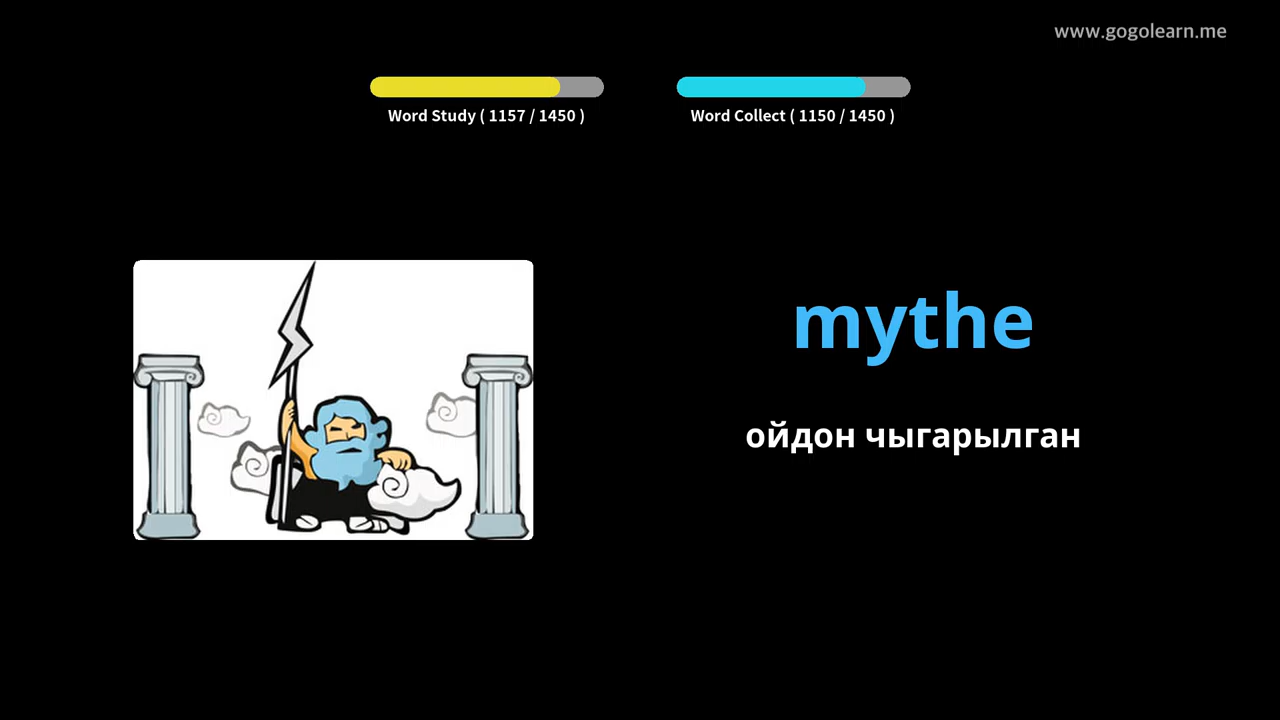 www.gogolearn.me
Word Study ( 1157 / 1450 )
Word Collect ( 1150 / 1450 )
mythe
ойдон чыгарылган